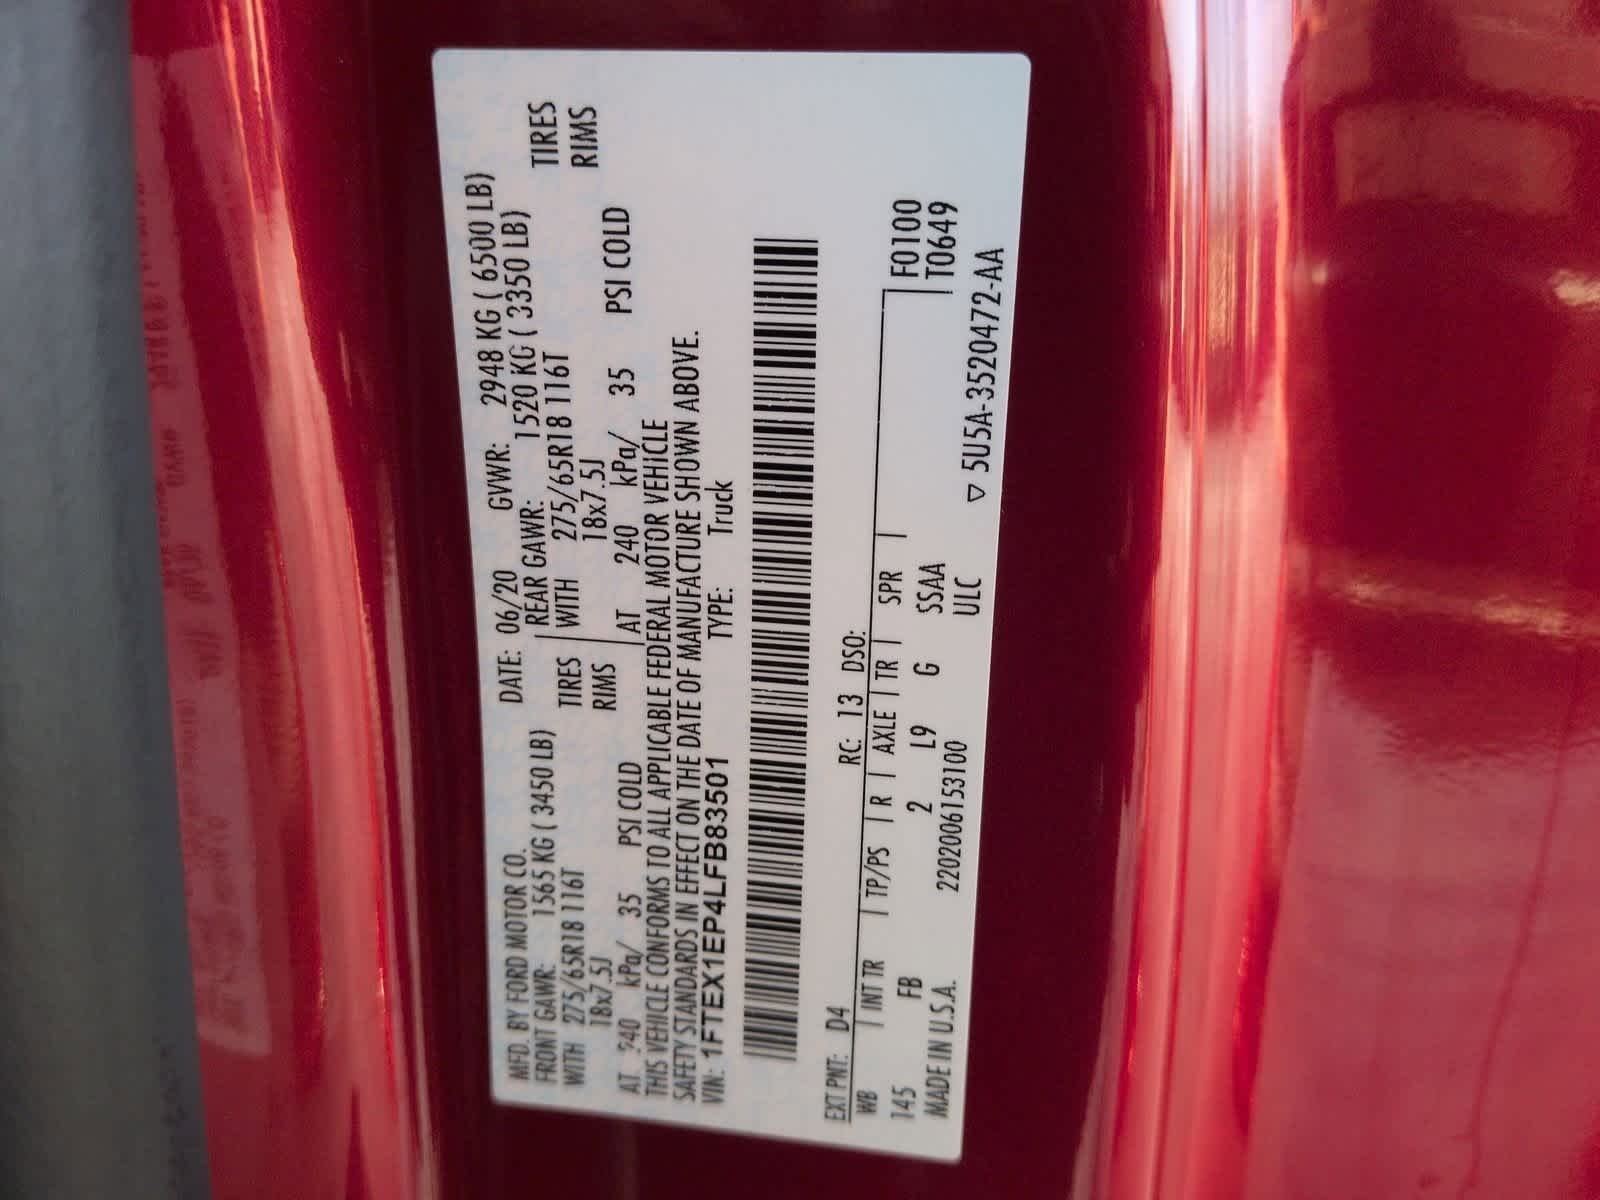 MFD. BY FORD MOTOR CO. DATE: 06/20 GVWR: 2948 KG ( 6500 LB)
FRONT GAWR: 1565 KG ( 3450 LB) REAR GAWR: 1520 KG ( 3350 LB)
WITH 275/65R18 116T TIRES WITH 275/65R18 116T TIRES
18x7.5J RIMS 18x7.5J RIMS
AT 240 kPa/ 35 PSI COLD AT 240 kPa/ 35 PSI COLD
THIS VEHICLE CONFORMS TO ALL APPLICABLE FEDERAL MOTOR VEHICLE
SAFETY STANDARDS IN EFFECT ON THE DATE OF MANUFACTURE SHOWN ABOVE.
VIN: 1FTEX1EP4LFB83501 TYPE: Truck
EXT PNT: D4 RC: 13 DSO:
WB | INT TR | TP/PS | R | AXLE | TR | SPR | F0100
145 FB 2 L9 G SSAA T0649
MADE IN U.S.A. 2202006153100 ULC ▽ 5U5A-3520472-AA